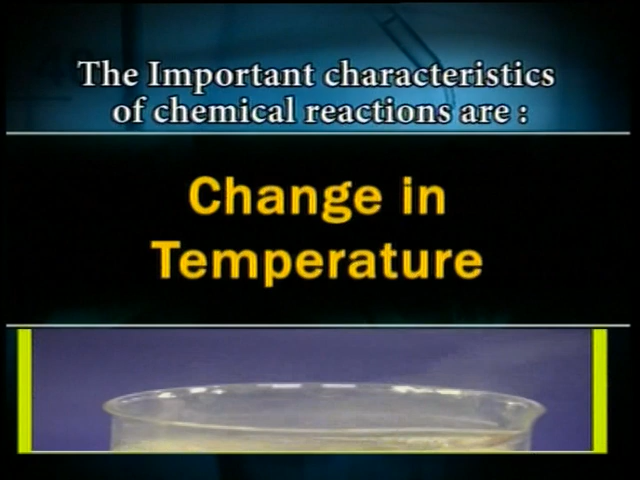 The Important characteristics
of chemical reactions are :
Change in
Temperature